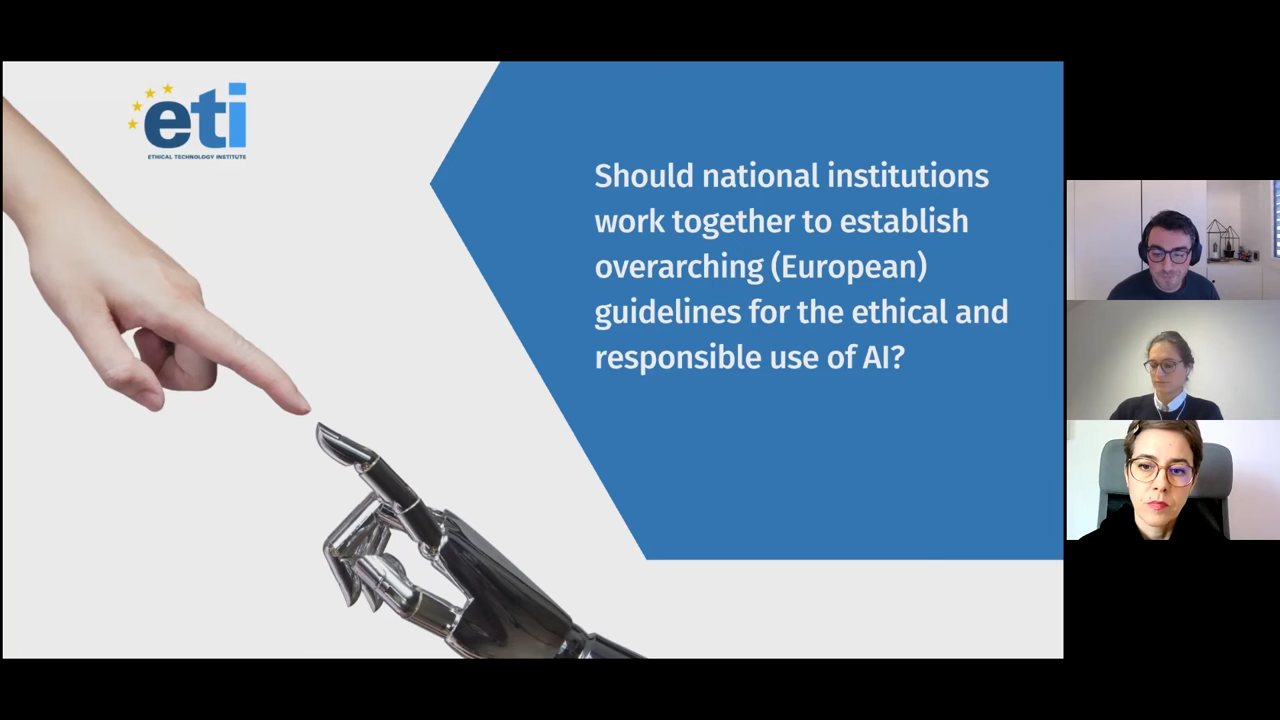 eti
ETHICAL TECHNOLOGY INSTITUTE
Should national institutions
work together to establish
overarching (European)
guidelines for the ethical and
responsible use of AI?